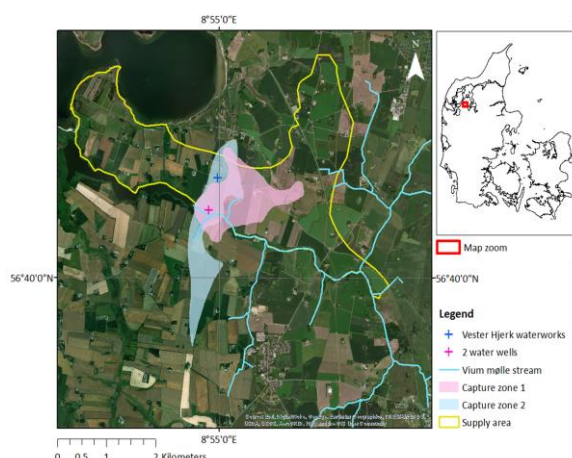 8°55'0"E
N
56°40'0"N
56°40'0"N
Map zoom
Legend
Vester Hjerk waterworks
2 water wells
Vium mølle stream
Capture zone 1
Capture zone 2
Supply area
8°55'0"E
0 0.5 1 2 Kilometers